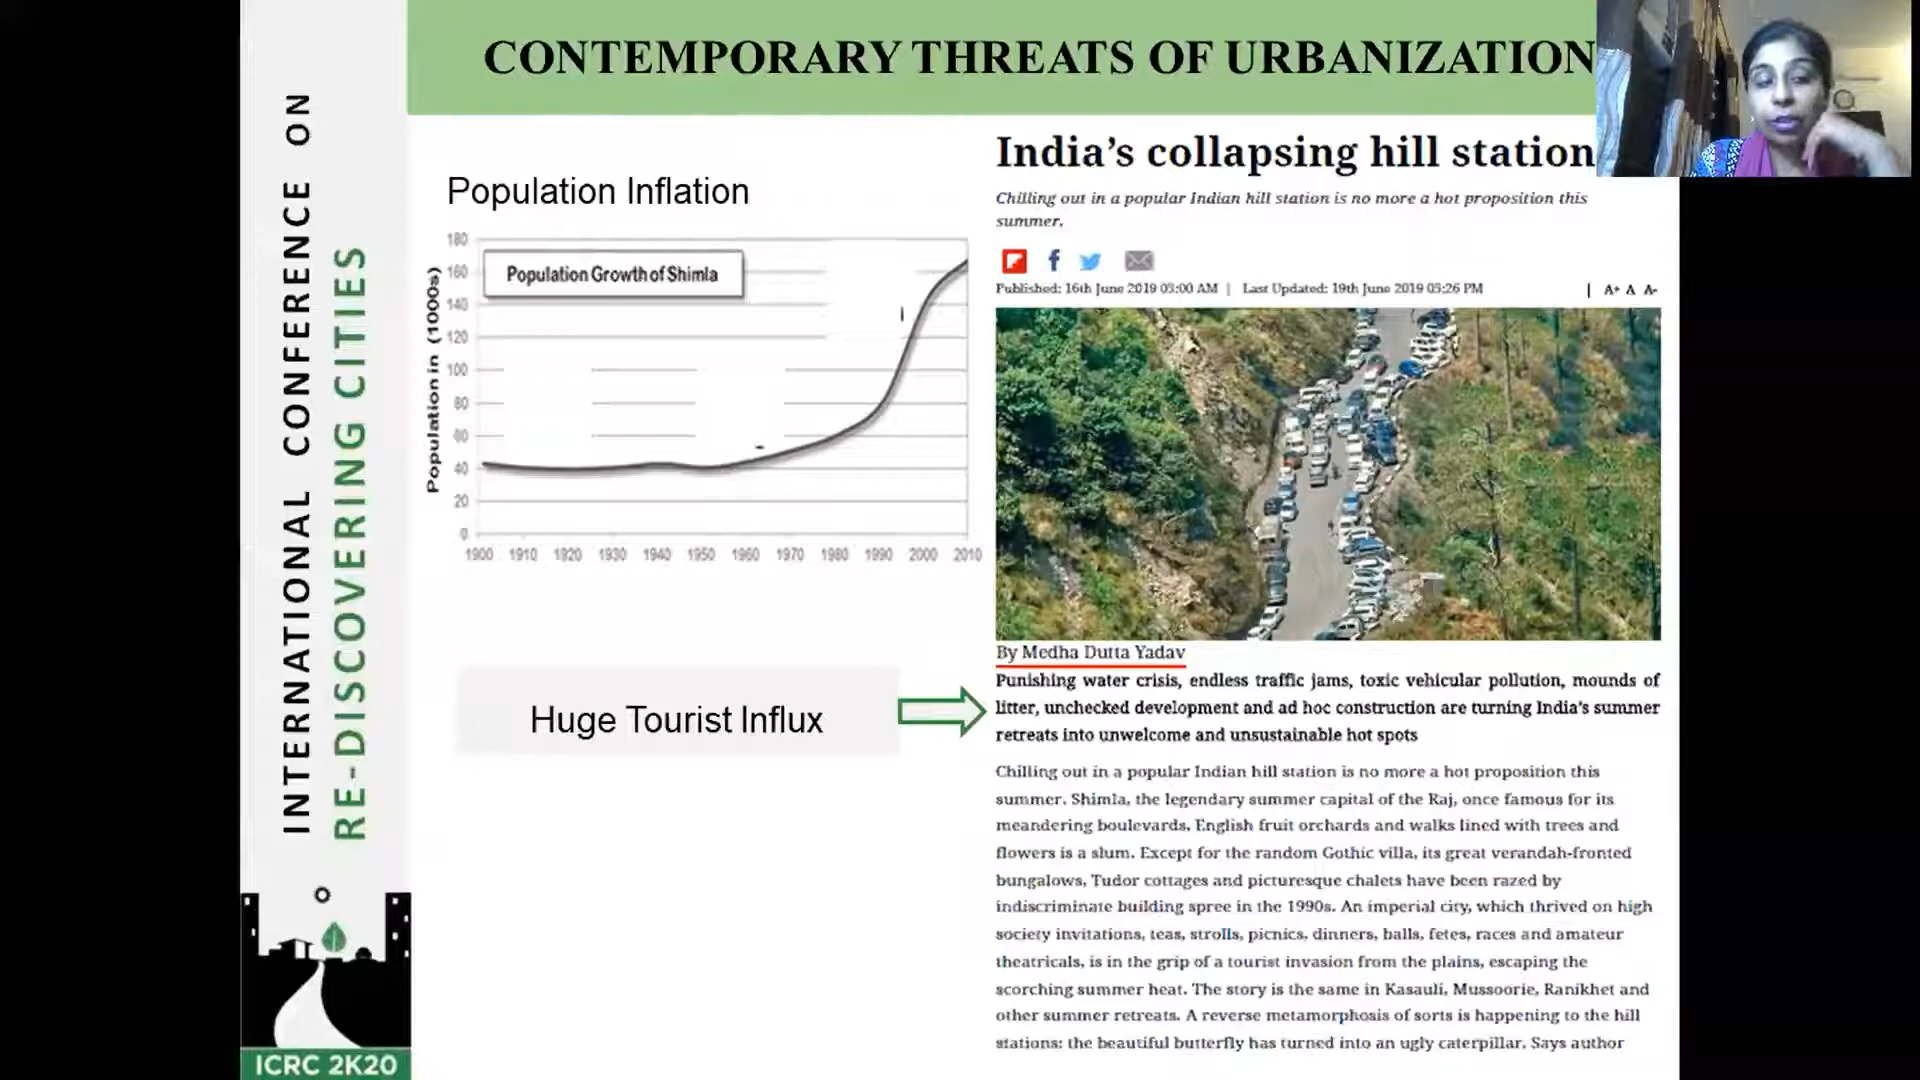 CONTEMPORARY THREATS OF URBANIZATION
INTERNATIONAL CONFERENCE ON
RE-DISCOVERING CITIES
ICRC 2K20
Population Inflation
Population Growth of Shimla
Population in (1000s)
180
160
140
120
100
80
60
40
20
0
1900 1910 1920 1930 1940 1950 1960 1970 1980 1990 2000 2010
Huge Tourist Influx
India's collapsing hill station
Chilling out in a popular Indian hill station is no more a hot proposition this
summer.
Published: 16th June 2019 05:00 AM | Last Updated: 19th June 2019 05:26 PM | A+ A A-
By Medha Dutta Yadav
Punishing water crisis, endless traffic jams, toxic vehicular pollution, mounds of
litter, unchecked development and ad hoc construction are turning India's summer
retreats into unwelcome and unsustainable hot spots
Chilling out in a popular Indian hill station is no more a hot proposition this
summer. Shimla, the legendary summer capital of the Raj, once famous for its
meandering boulevards, English fruit orchards and walks lined with trees and
flowers is a slum. Except for the random Gothic villa, its great verandah-fronted
bungalows, Tudor cottages and picturesque chalets have been razed by
indiscriminate building spree in the 1990s. An imperial city, which thrived on high
society invitations, teas, strolls, picnics, dinners, balls, fetes, races and amateur
theatricals, is in the grip of a tourist invasion from the plains, escaping the
scorching summer heat. The story is the same in Kasauli, Mussoorie, Ranikhet and
other summer retreats. A reverse metamorphosis of sorts is happening to the hill
stations: the beautiful butterfly has turned into an ugly caterpillar. Says author